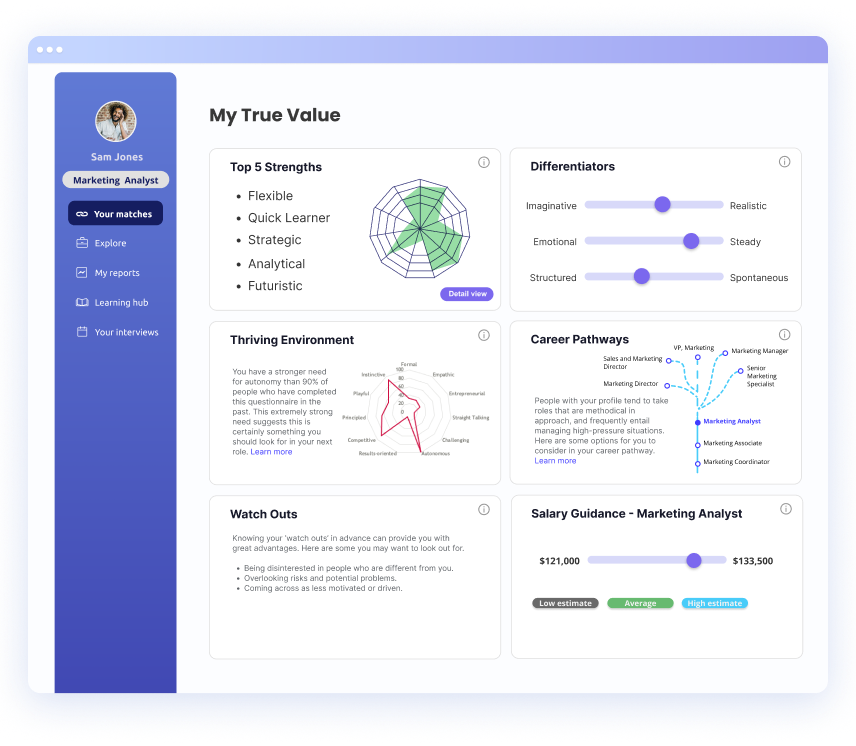 My True Value
Sam Jones
Marketing Analyst
Your matches
Explore
My reports
Learning hub
Your interviews
Top 5 Strengths
• Flexible
• Quick Learner
• Strategic
• Analytical
• Futuristic
Detail view
Differentiators
Imaginative Realistic
Emotional Steady
Structured Spontaneous
Thriving Environment
You have a stronger need
for autonomy than 90% of
people who have completed
this questionnaire in the
past. This extremely strong
need suggests this is
certainly something you
should look for in your next
role. Learn more
Formal
Instinctive 100 Empathic
80
Playful 60 Entrepreneurial
40
20
Principled 0 Straight Talking
Competitive Challenging
Results oriented Autonomous
Career Pathways
VP, Marketing
Marketing Manager
Sales and Marketing
Director
Senior
Marketing
Specialist
Marketing Director
People with your profile tend to take
roles that are methodical in
approach, and frequently entail
managing high-pressure situations.
Here are some options for you to
consider in your career pathway.
Learn more
Marketing Analyst
Marketing Associate
Marketing Coordinator
Watch Outs
Knowing your 'watch outs' in advance can provide you with
great advantages. Here are some you may want to look out for.
• Being disinterested in people who are different from you.
• Overlooking risks and potential problems.
• Coming across as less motivated or driven.
Salary Guidance - Marketing Analyst
$121,000 $133,500
Low estimate Average High estimate